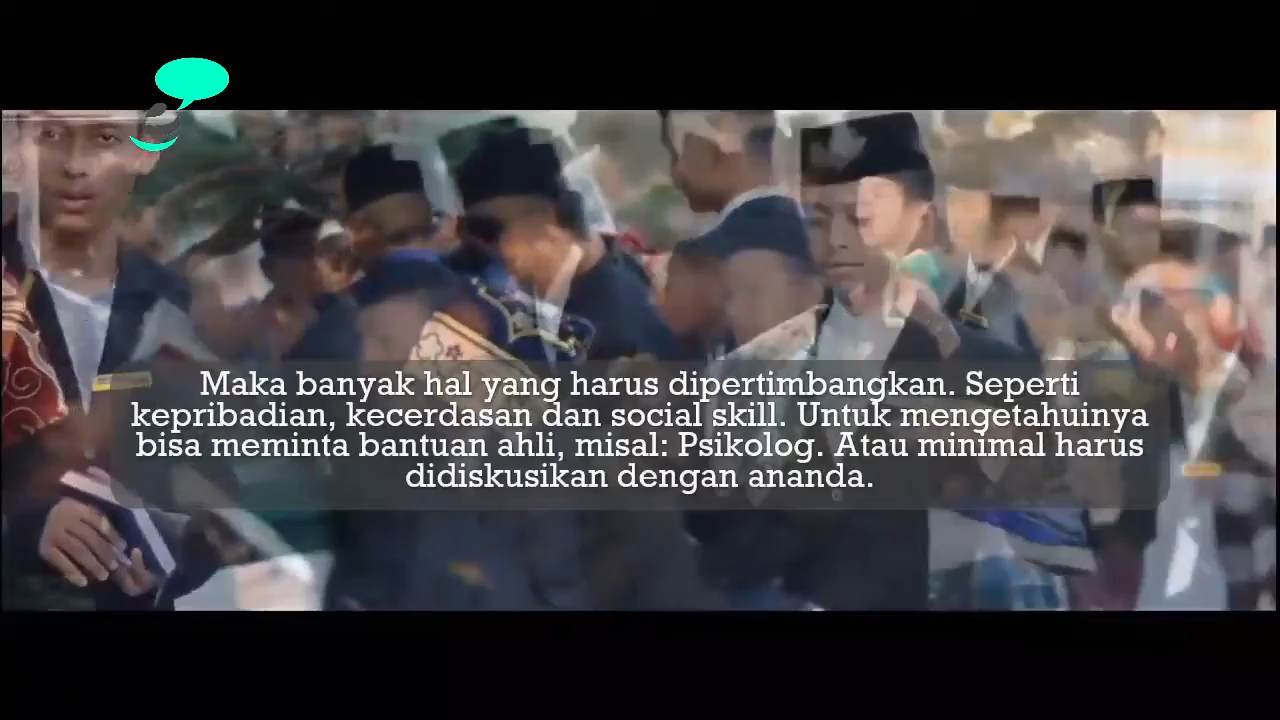 Maka banyak hal yang harus dipertimbangkan. Seperti
kepribadian, kecerdasan dan social skill. Untuk mengetahuinya
bisa meminta bantuan ahli, misal: Psikolog. Atau minimal harus
didiskusikan dengan ananda.